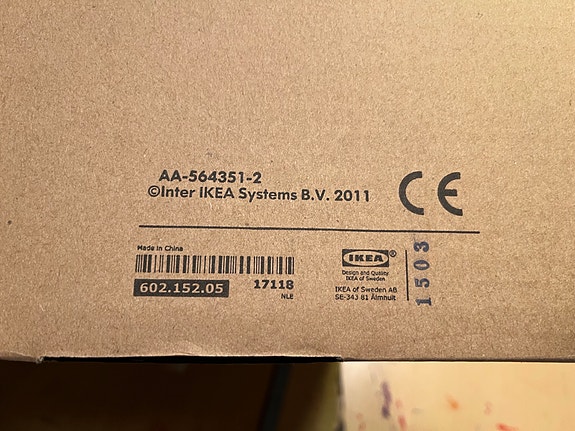 AA-564351-2
©Inter IKEA Systems B.V. 2011
CE
Made in China
602.152.05
17118
NLE
IKEA®
Design and Quality
IKEA of Sweden
IKEA of Sweden AB
SE-343 81 Älmhult
1503